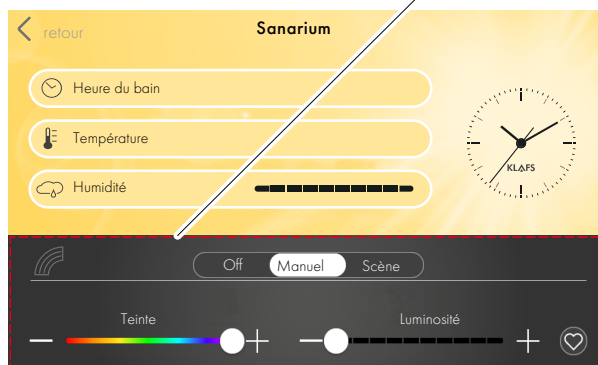 retour
Sanarium
Heure du bain
Température
Humidité
KLAFS
Off Manuel Scène
Teinte
Luminosité